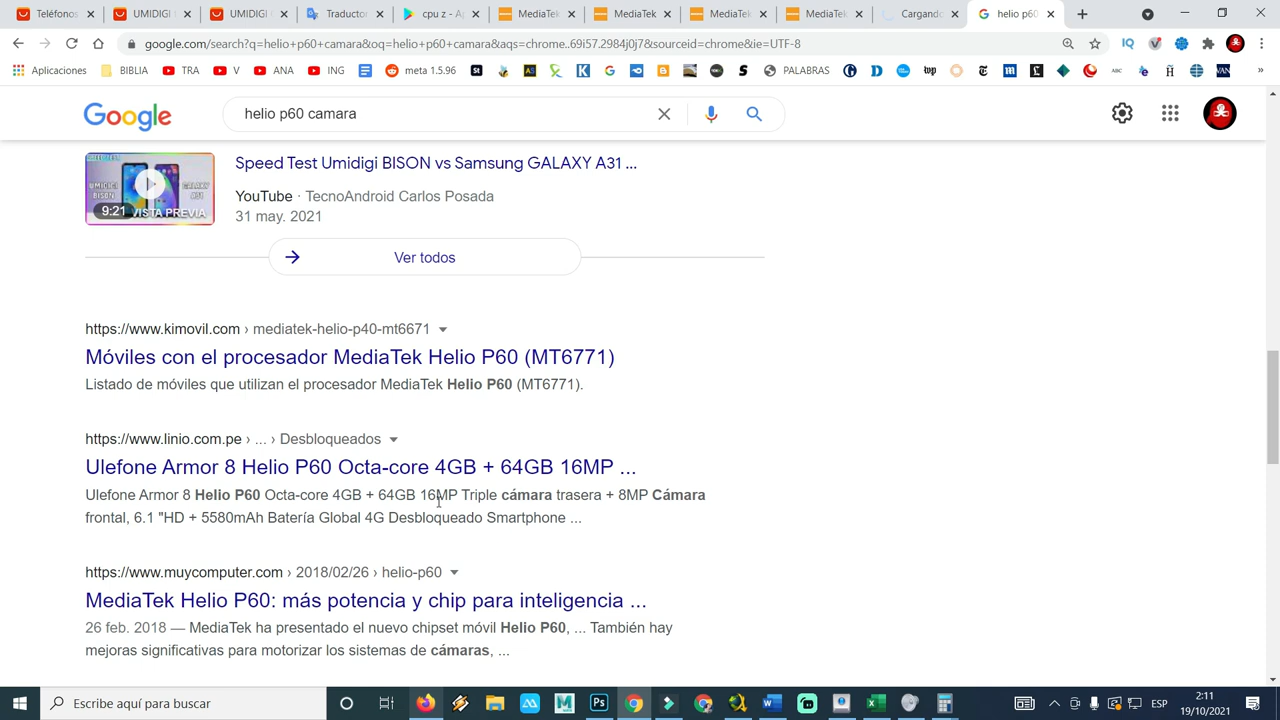 Teléfonos
UMIDIGI
UMIDIGI
Traductor
cpu z - Ap
MediaTek
MediaTek
MediaTek
MediaTek
Cargando
helio p60
google.com/search?q=helio+p60+camara&oq=helio+p60+camara&aqs=chrome..69i57.2984j0j7&sourceid=chrome&ie=UTF-8
Aplicaciones BIBLIA TRA V ANA ING meta 1.5.96 PALABRAS
Google
helio p60 camara
Speed Test Umidigi BISON vs Samsung GALAXY A31 ...
YouTube · TecnoAndroid Carlos Posada
31 may. 2021
SPEED TEST
UMIDIGI BISON
GALAXY A31
9:21
VISTA PREVIA
Ver todos
https://www.kimovil.com › mediatek-helio-p40-mt6671
Móviles con el procesador MediaTek Helio P60 (MT6771)
Listado de móviles que utilizan el procesador MediaTek Helio P60 (MT6771).
https://www.linio.com.pe › ... › Desbloqueados
Ulefone Armor 8 Helio P60 Octa-core 4GB + 64GB 16MP ...
Ulefone Armor 8 Helio P60 Octa-core 4GB + 64GB 16MP Triple cámara trasera + 8MP Cámara
frontal, 6.1 "HD + 5580mAh Batería Global 4G Desbloqueado Smartphone ...
https://www.muycomputer.com › 2018/02/26 › helio-p60
MediaTek Helio P60: más potencia y chip para inteligencia ...
26 feb. 2018 — MediaTek ha presentado el nuevo chipset móvil Helio P60, ... También hay
mejoras significativas para motorizar los sistemas de cámaras, ...
Escribe aquí para buscar
Ps
ESP
2:11
19/10/2021